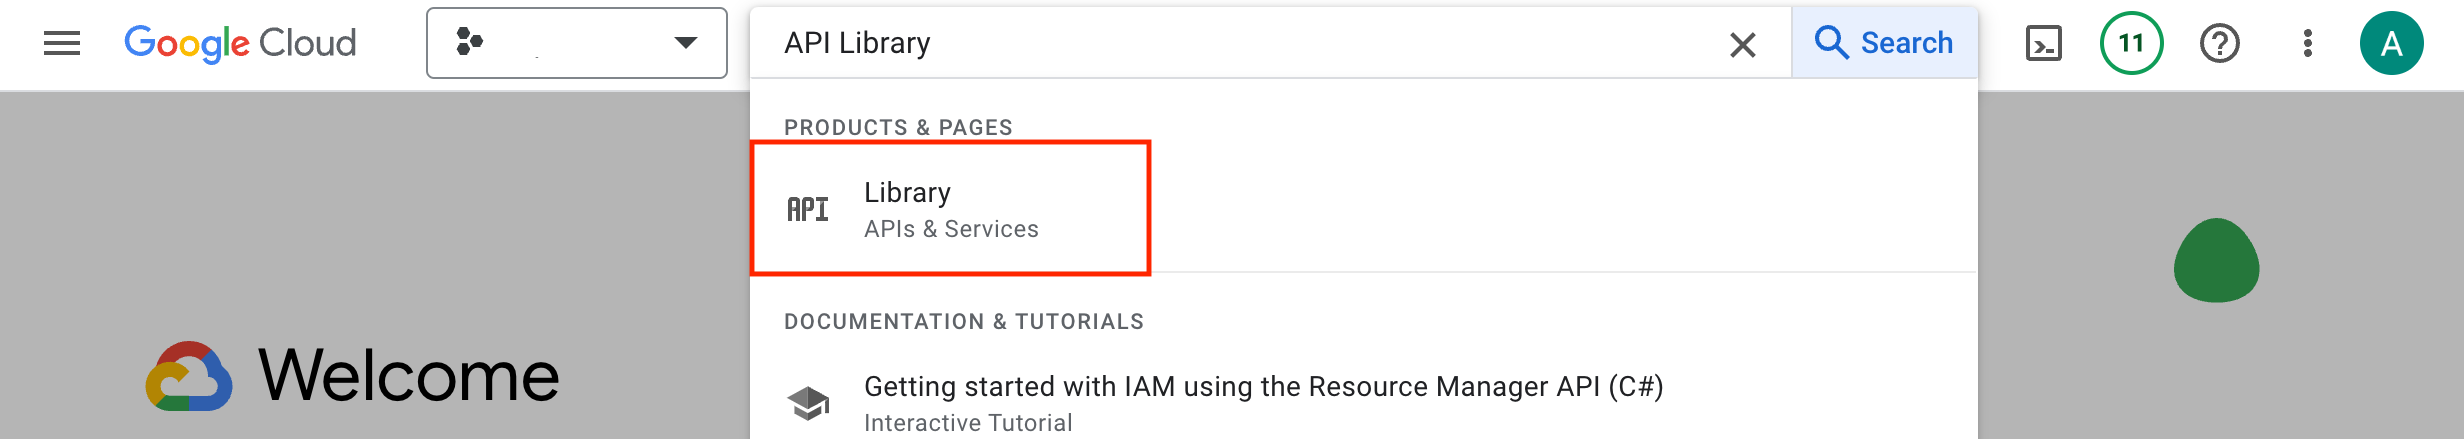 Google Cloud
API Library
Search
11
A
PRODUCTS & PAGES
API
Library
APIs & Services
DOCUMENTATION & TUTORIALS
Welcome
Getting started with IAM using the Resource Manager API (C#)
Interactive Tutorial